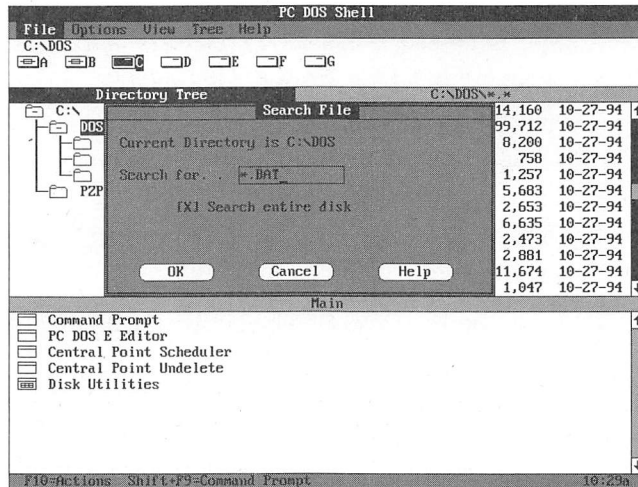 PC DOS Shell
File Options View Tree Help
C:\DOS
A B C D E F G
Directory Tree C:\DOS\*.*
C:\
DOS
PZP
Search File
Current Directory is C:\DOS
Search for. . *.BAT_
[X] Search entire disk
OK Cancel Help
14,160 10-27-94
99,712 10-27-94
8,200 10-27-94
758 10-27-94
1,257 10-27-94
5,683 10-27-94
2,653 10-27-94
6,635 10-27-94
2,473 10-27-94
2,881 10-27-94
11,674 10-27-94
1,047 10-27-94
Main
Command Prompt
PC DOS E Editor
Central Point Scheduler
Central Point Undelete
Disk Utilities
F10=Actions Shift+F9=Command Prompt 10:29a